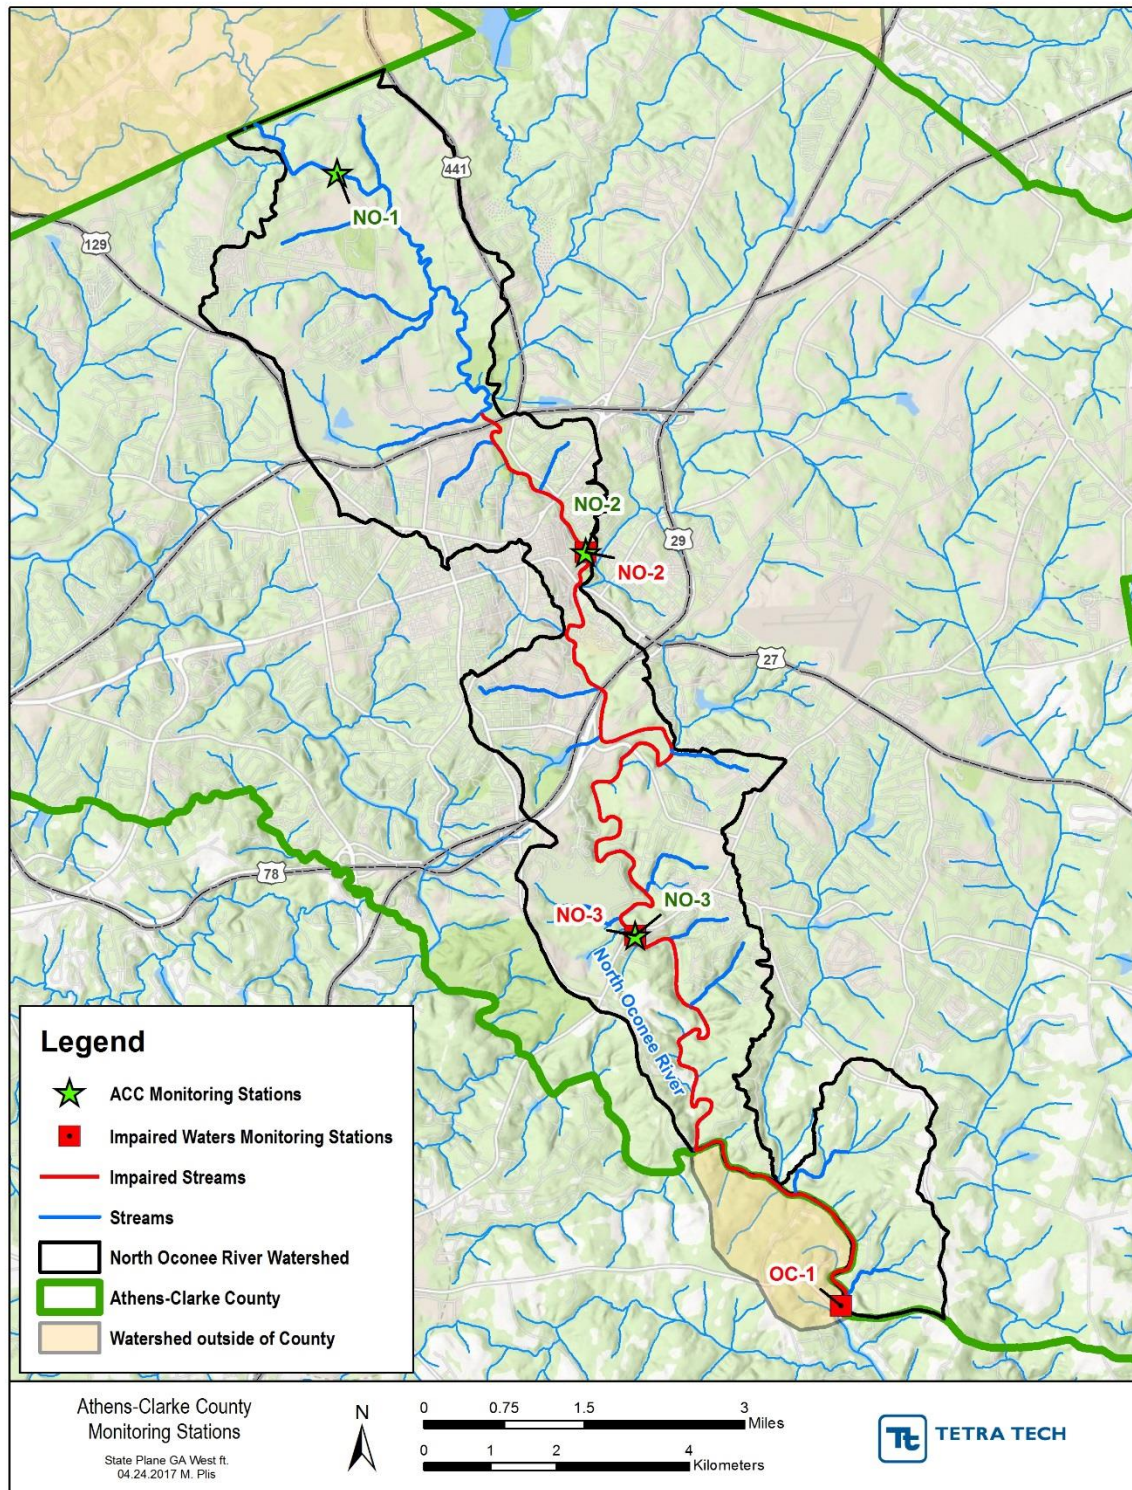 441
NO-1
129
NO-2
29
NO-2
27
78
NO-3
NO-3
North Oconee River
OC-1
Legend
ACC Monitoring Stations
Impaired Waters Monitoring Stations
Impaired Streams
Streams
North Oconee River Watershed
Athens-Clarke County
Watershed outside of County
Athens-Clarke County
Monitoring Stations
State Plane GA West ft.
04.24.2017 M. Plis
N
0 0.75 1.5 3
Miles
0 1 2 4
Kilometers
Tt TETRA TECH